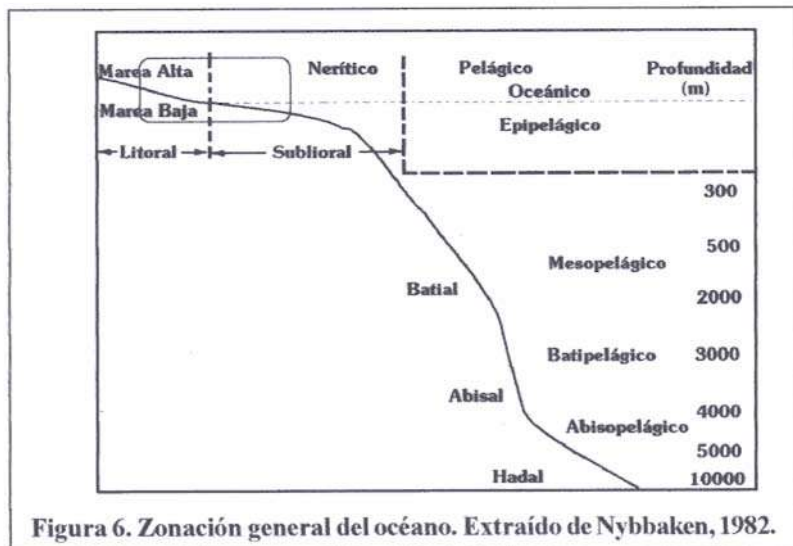 Marea Alta
Nerítico
Pelágico
Profundidad
(m)
Oceánico
Marea Baja
Epipelágico
Litoral
Sublioral
300
500
Mesopelágico
Batial
2000
Batipelágico
3000
Abisal
4000
Abisopelágico
5000
Hadal
10000
Figura 6. Zonación general del océano. Extraído de Nybbaken, 1982.